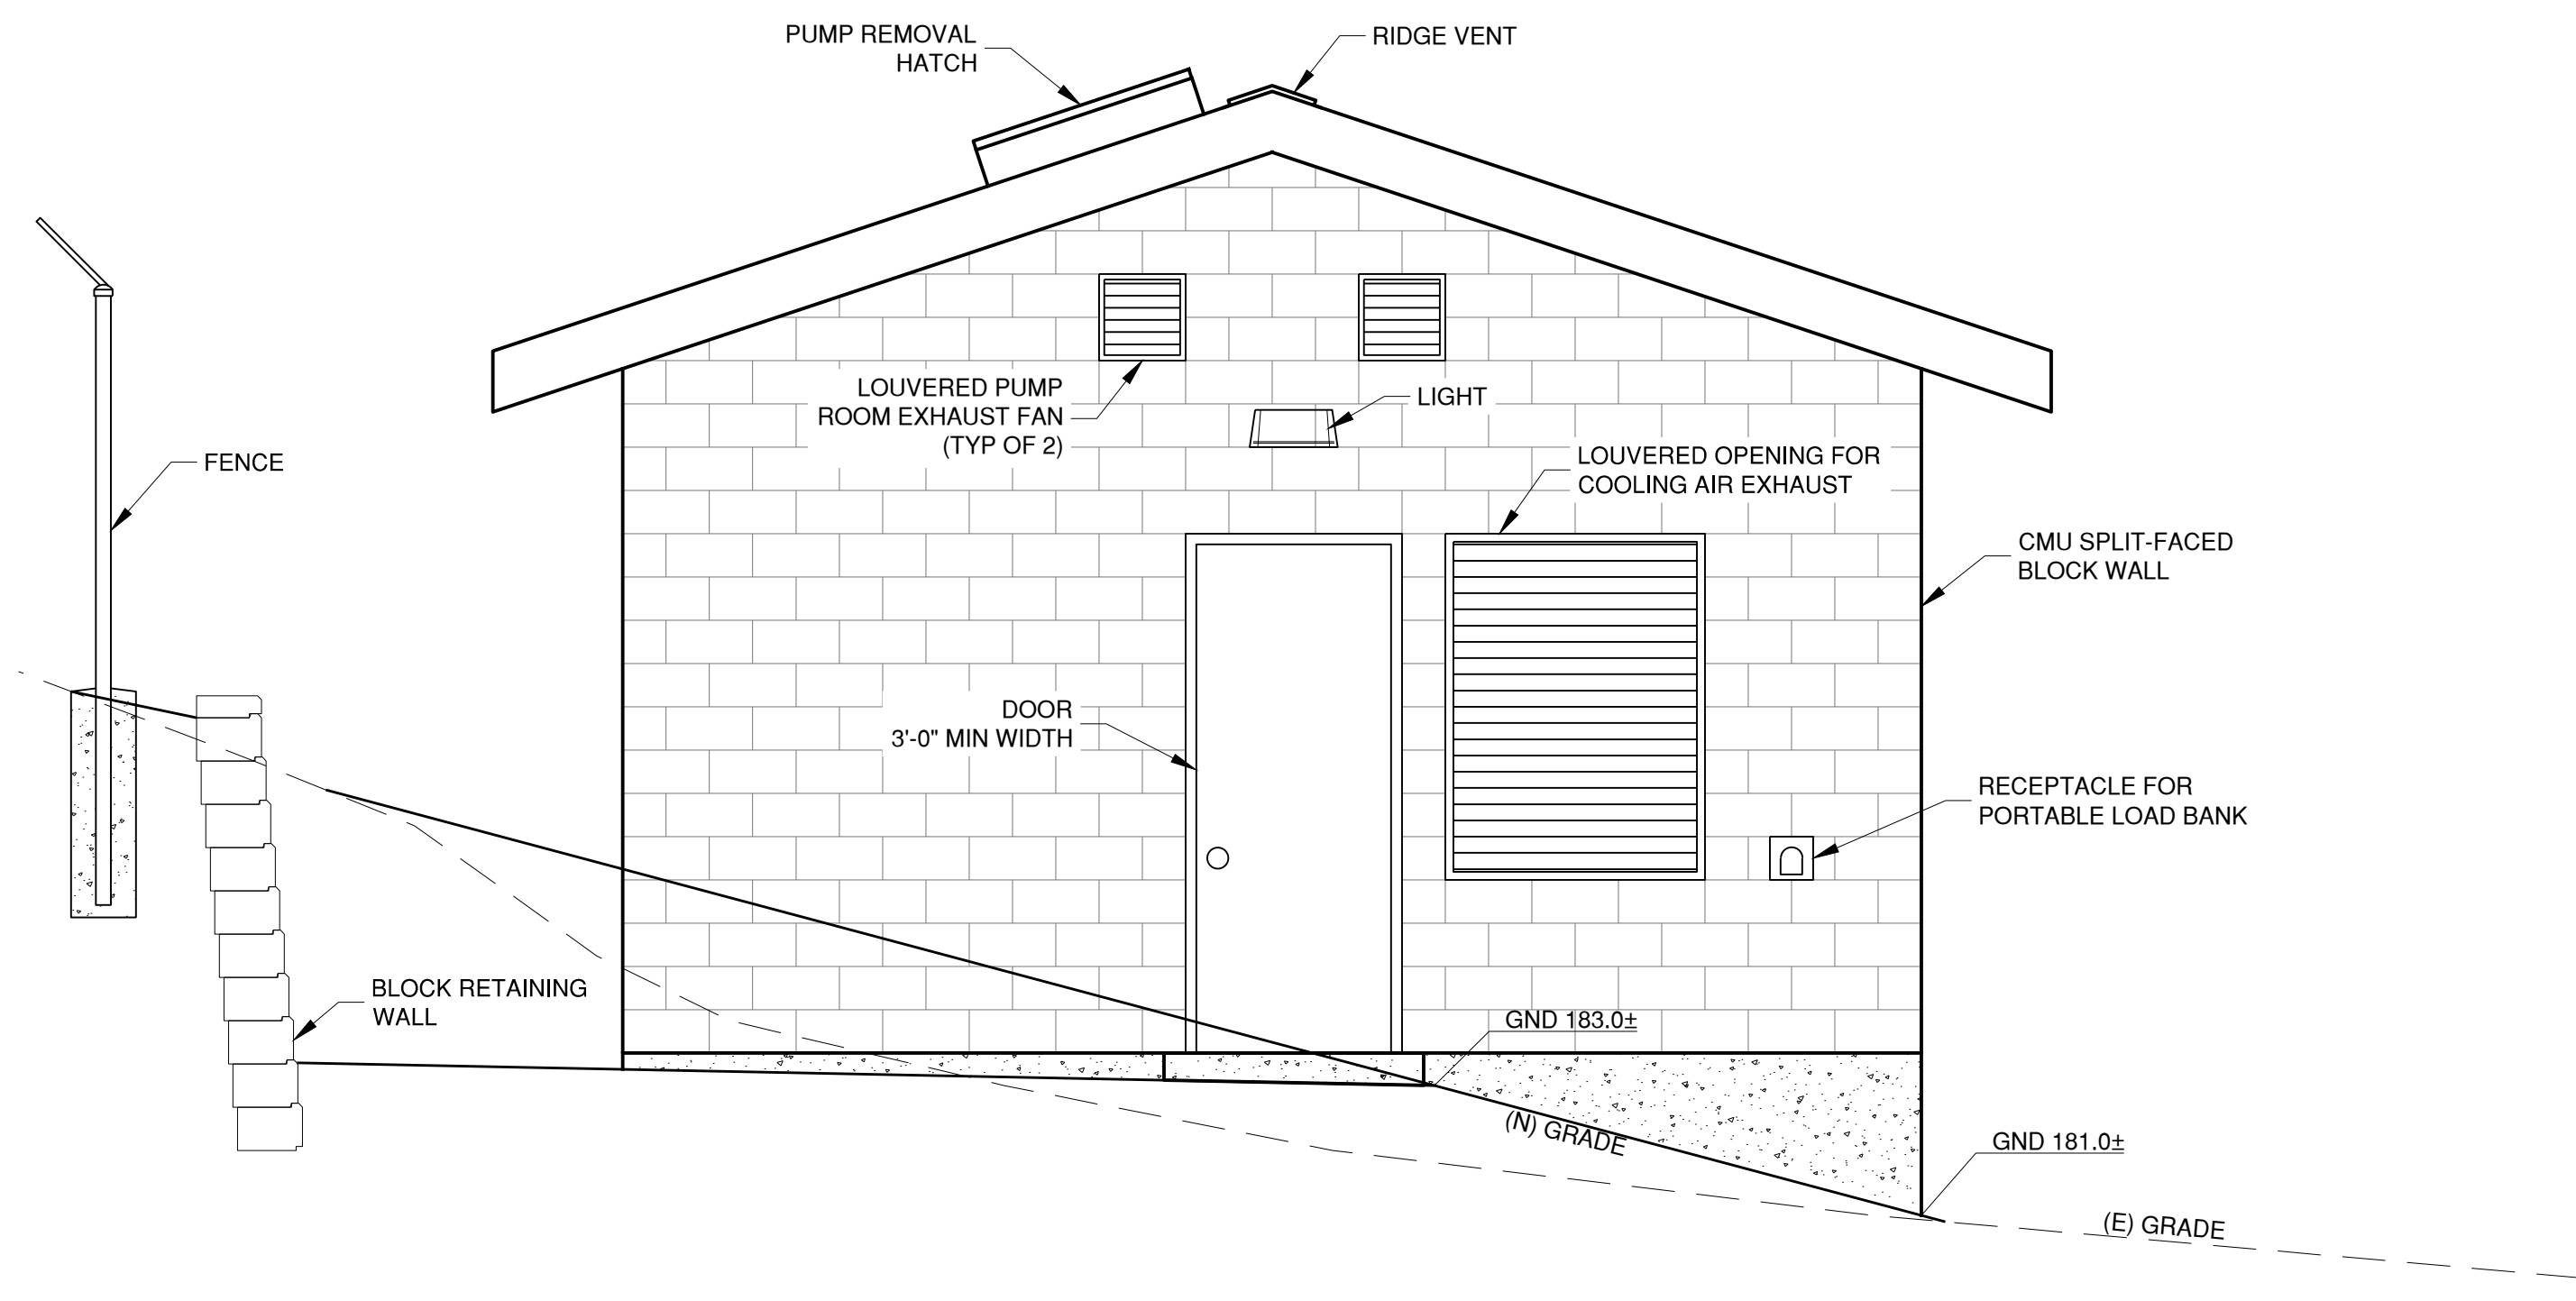 PUMP REMOVAL
HATCH
RIDGE VENT
LOUVERED PUMP
ROOM EXHAUST FAN
(TYP OF 2)
LIGHT
FENCE
LOUVERED OPENING FOR
COOLING AIR EXHAUST
CMU SPLIT-FACED
BLOCK WALL
DOOR
3'-0" MIN WIDTH
RECEPTACLE FOR
PORTABLE LOAD BANK
BLOCK RETAINING
WALL
GND 183.0±
(N) GRADE
GND 181.0±
(E) GRADE